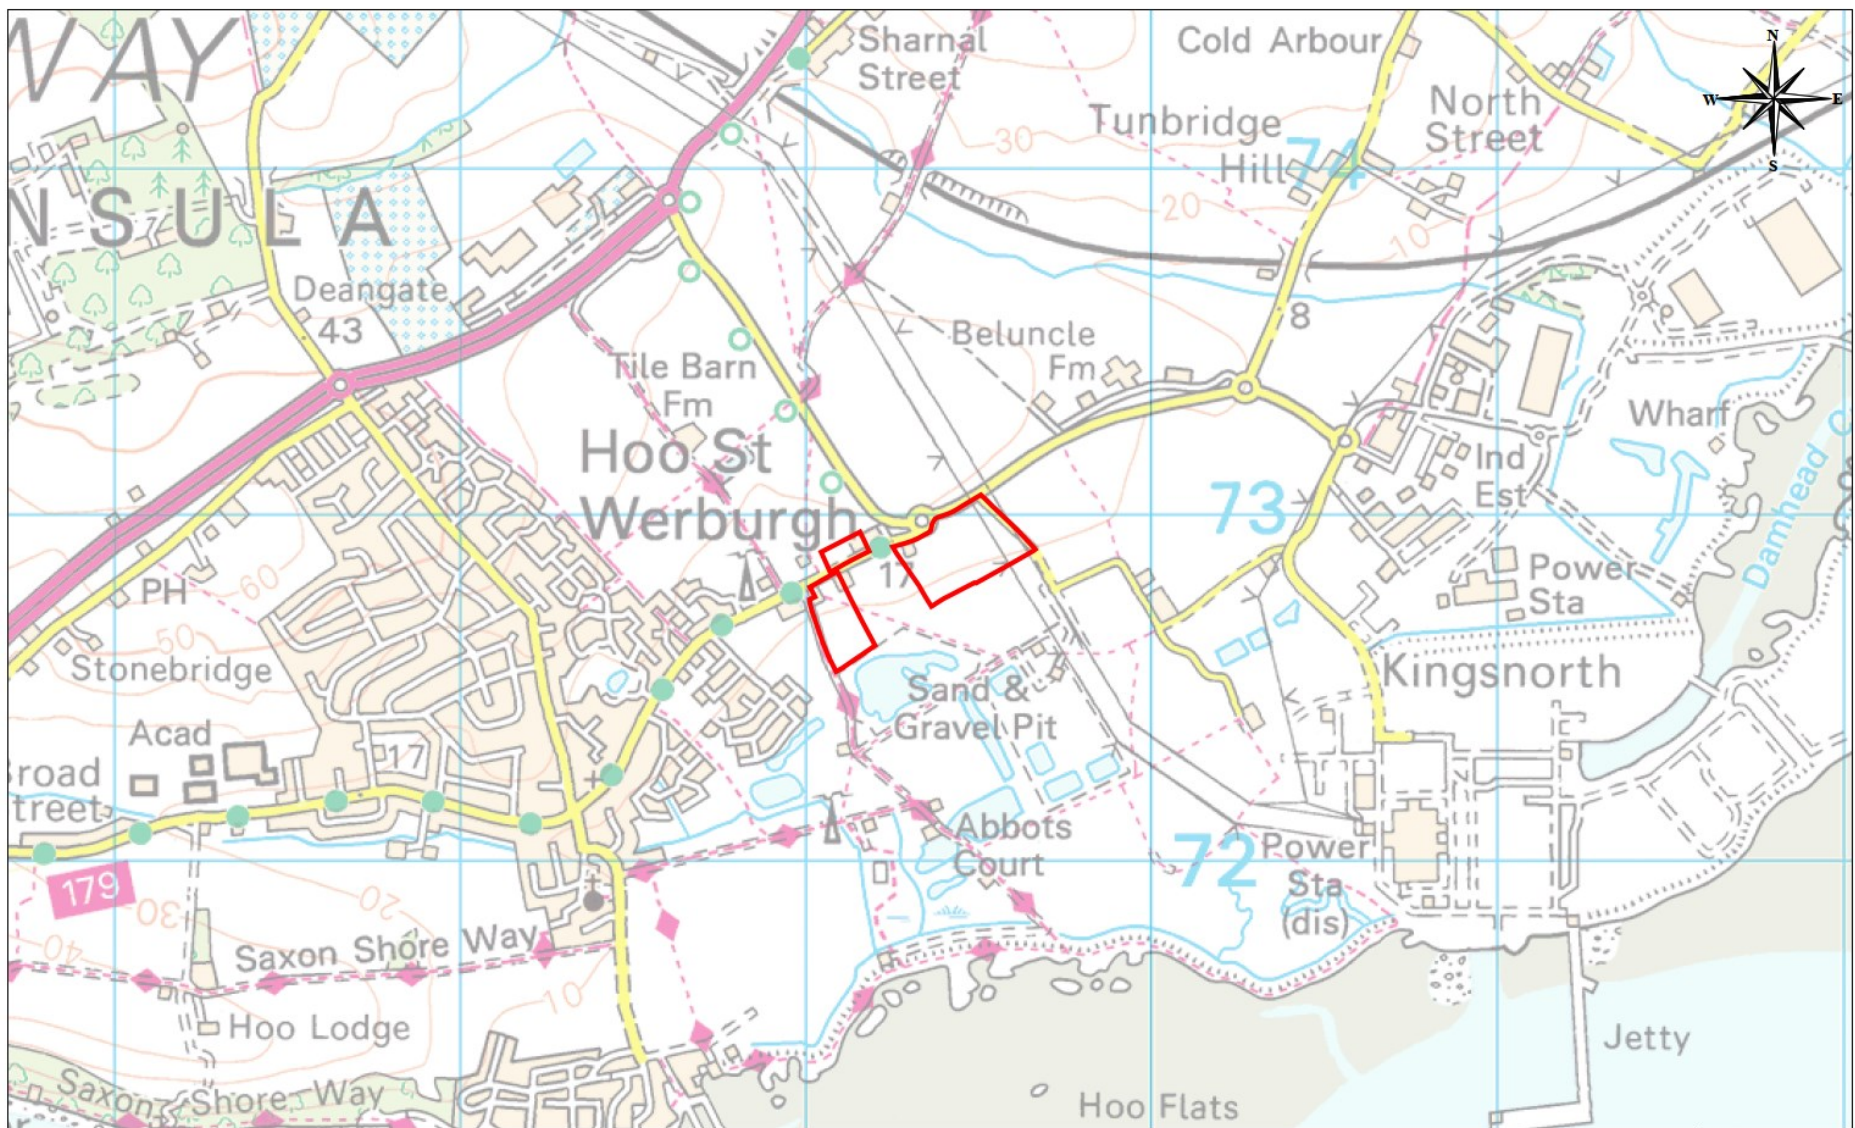 WAY
Sharnal
Street
Cold Arbour
N
W
E
S
North
Street
Tunbridge
Hill
74
30
20
10
NSULA
Deangate
43
8
Beluncle
Fm
Tile Barn
Fm
Hoo St
Werburgh
Wharf
Ind
Est
73
Damhead
17
PH
60
50
Stonebridge
Power
Sta
Kingsnorth
Sand &
Gravel Pit
Acad
17
road
treet
Abbots
Court
72
Power
Sta
(dis)
179
30
20
40
Saxon Shore Way
10
Hoo Lodge
Jetty
Saxon Shore Way
Hoo Flats